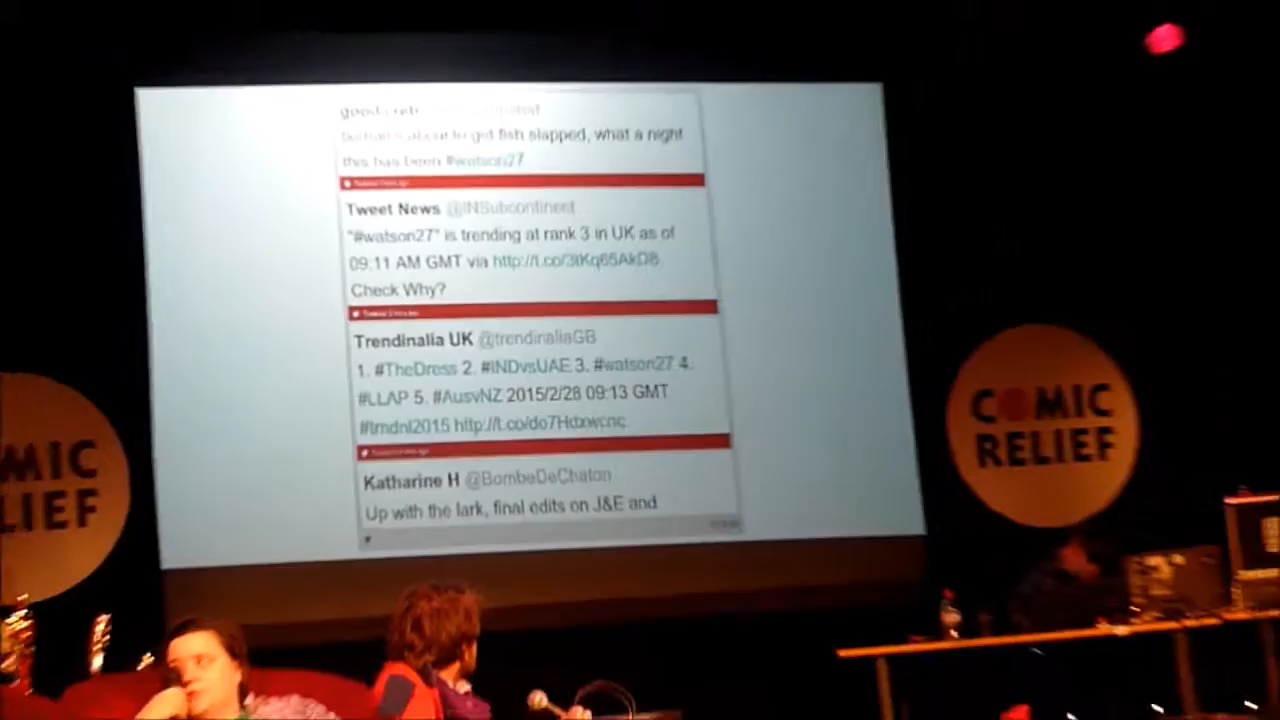 about to get fish slapped, what a night
this has been #watson27
Tweet News @INSubcontinent
"#watson27" is trending at rank 3 in UK as of
09:11 AM GMT via
Check Why?
Trendinalia UK @trendinaliaGB
1. #TheDress 2. #INDvsUAE 3. #watson27 4.
#LLAP 5. #AusvNZ 2015/2/28 09:13 GMT
#trndnl2015
Katharine H @BombeDeChaton
Up with the lark, final edits on J&E and
COMIC
RELIEF
MIC
LIEF